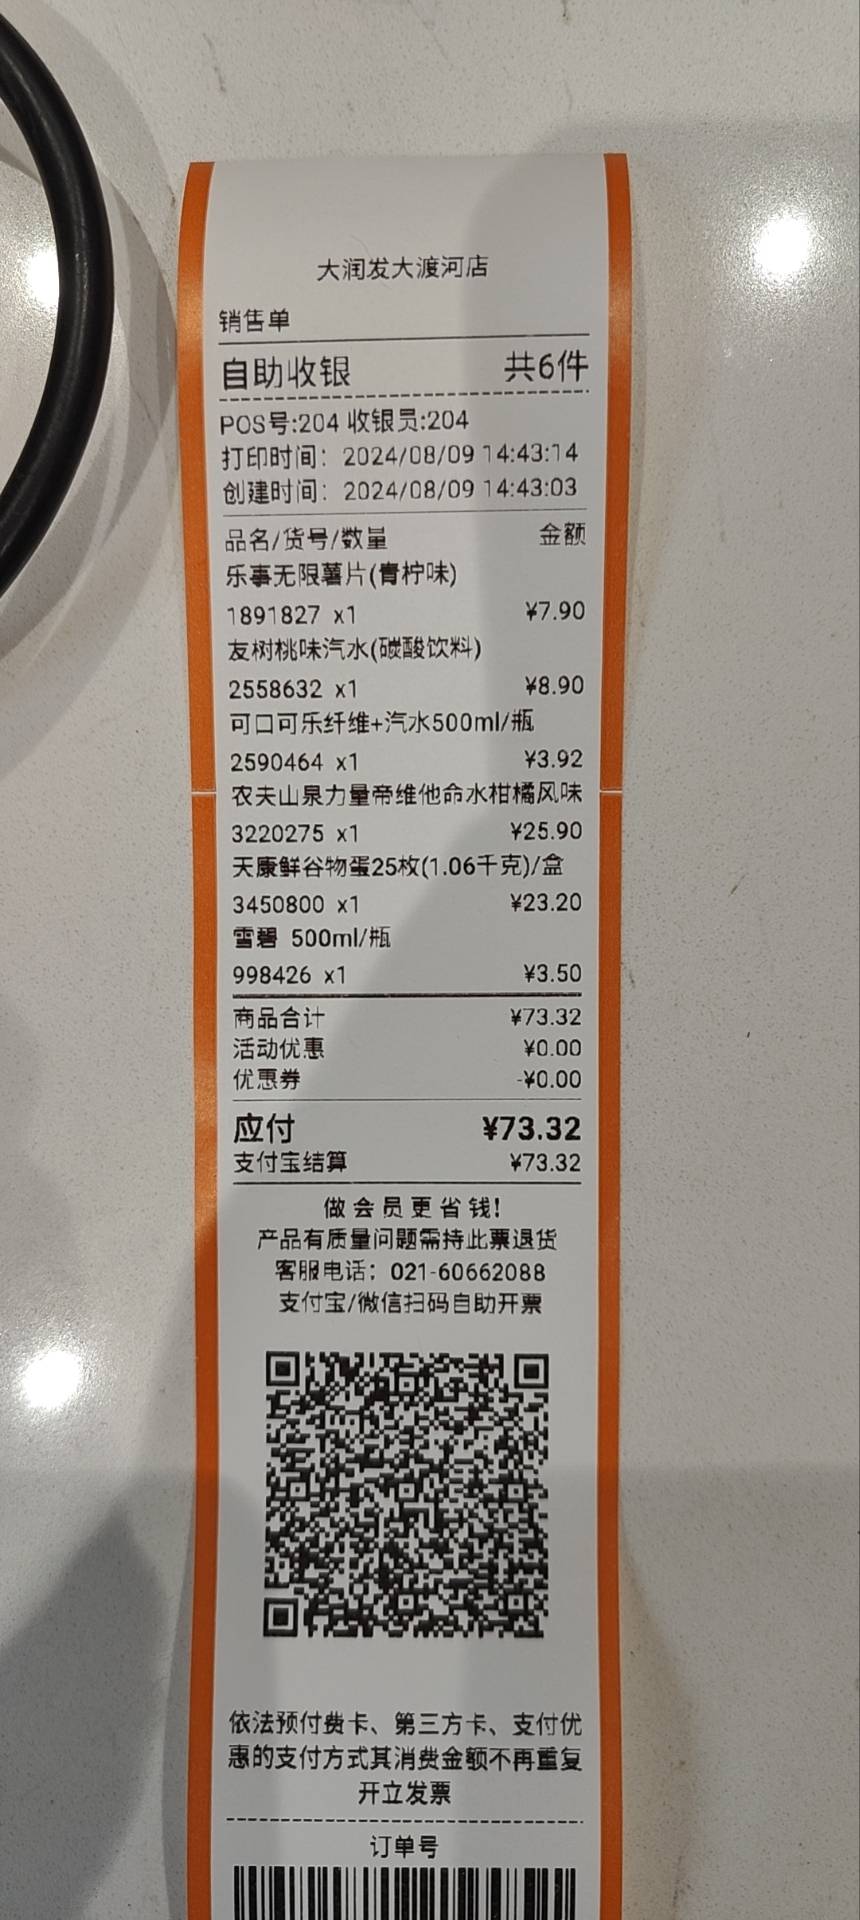 大润发大渡河店
销售单
自助收银 共6件
POS号:204 收银员:204
打印时间: 2024/08/09 14:43:14
创建时间: 2024/08/09 14:43:03
品名/货号/数量 金额
乐事无限薯片(青柠味)
1891827 x1 ¥7.90
友树桃味汽水(碳酸饮料)
2558632 x1 ¥8.90
可口可乐纤维+汽水500ml/瓶
2590464 x1 ¥3.92
农夫山泉力量帝维他命水柑橘风味
3220275 x1 ¥25.90
天康鲜谷物蛋25枚(1.06千克)/盒
3450800 x1 ¥23.20
雪碧 500ml/瓶
998426 x1 ¥3.50
商品合计 ¥73.32
活动优惠 ¥0.00
优惠券 -¥0.00
应付 ¥73.32
支付宝结算 ¥73.32
做会员更省钱!
产品有质量问题需持此票退货
客服电话: 021-60662088
支付宝/微信扫码自助开票
依法预付费卡、第三方卡、支付优
惠的支付方式其消费金额不再重复
开立发票
订单号